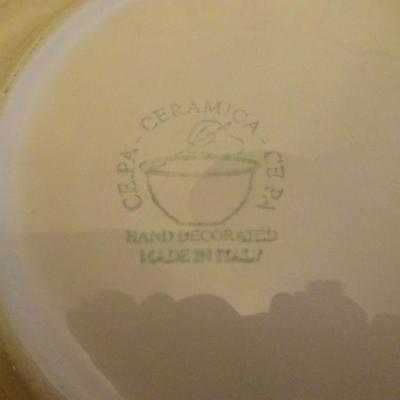 CE.PA - CERAMICA - CE.PA
HAND DECORATED
MADE IN ITALY